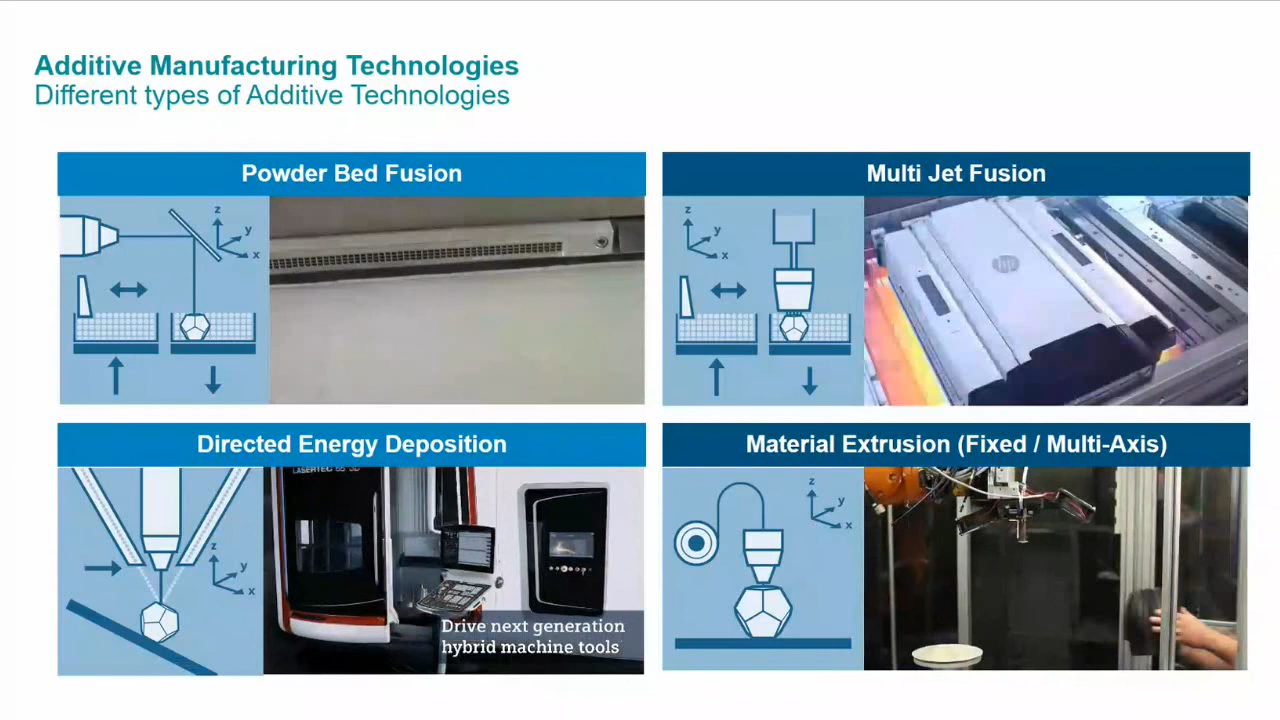 Additive Manufacturing Technologies
Different types of Additive Technologies
Powder Bed Fusion
z
y
x
Multi Jet Fusion
z
y
x
hp
Directed Energy Deposition
z
y
x
LASERTEC 65 3D
Drive next generation
hybrid machine tools
Material Extrusion (Fixed / Multi-Axis)
z
y
x